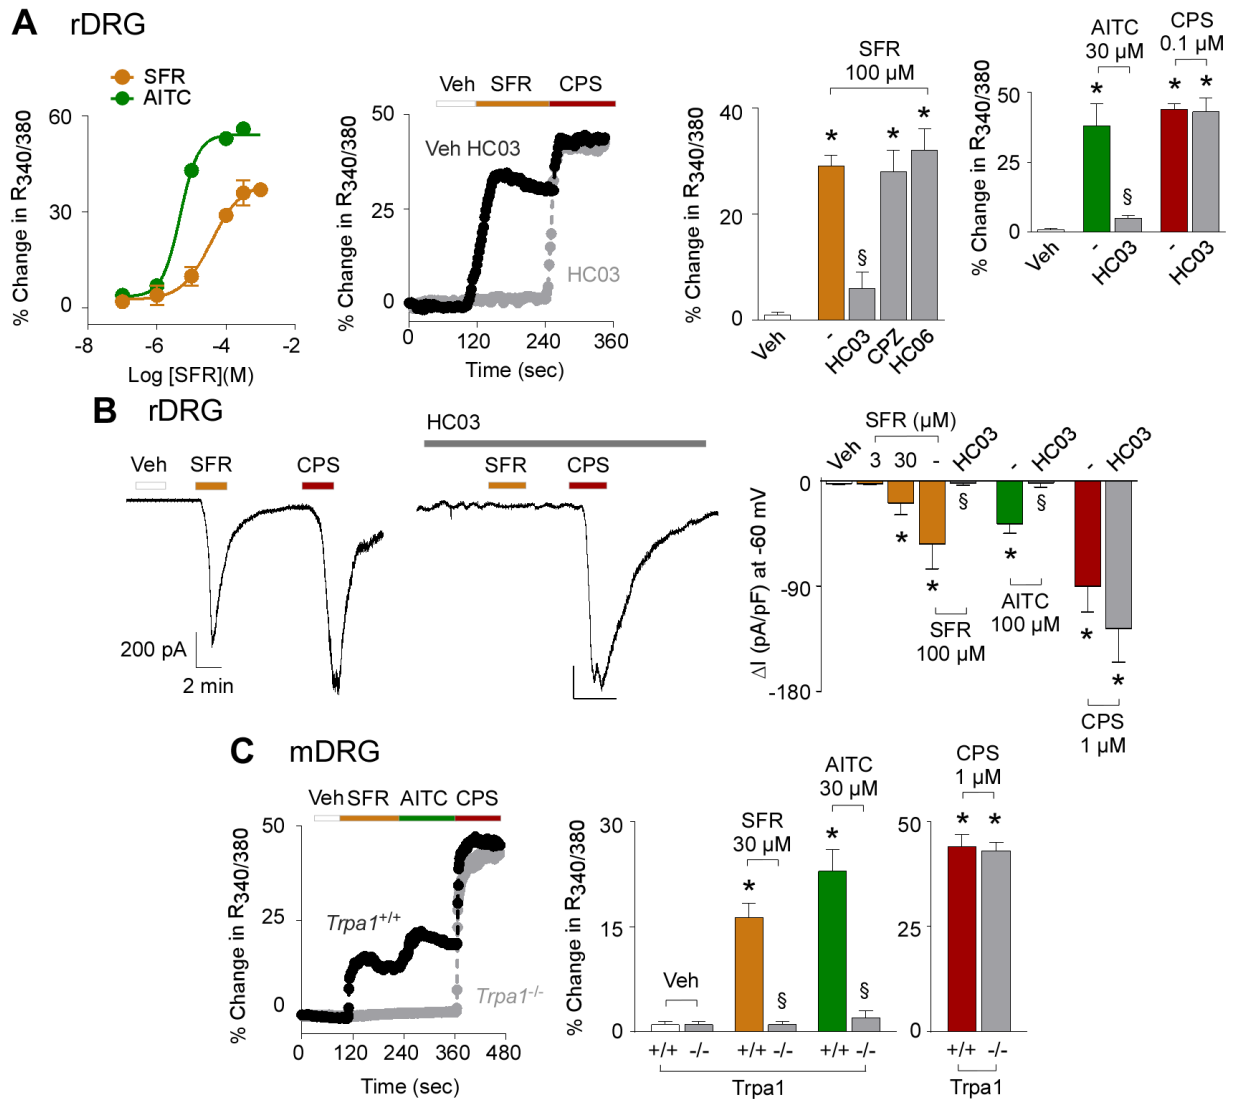 A rDRG
SFR
AITC
% Change in R340/380
60
30
0
-8 -6 -4 -2
Log [SFR](M)
Veh SFR CPS
% Change in R340/380
50
25
0
Veh HC03
HC03
0 120 240 360
Time (sec)
SFR
100 µM
% Change in R340/380
40
20
0
* § * *
Veh - HC03 CPZ HC06
AITC
30 µM
CPS
0.1 µM
% Change in R340/380
50
25
0
* § * *
Veh - HC03 - HC03
B rDRG
Veh SFR CPS
200 pA
2 min
HC03
SFR CPS
SFR (µM)
Veh 3 30 - HC03 - HC03 - HC03
ΔI (pA/pF) at -60 mV
0
-90
-180
* * § * § * *
SFR
100 µM
AITC
100 µM
CPS
1 µM
C mDRG
Veh SFR AITC CPS
% Change in R340/380
50
25
0
Trpa1+/+
Trpa1-/-
0 120 240 360 480
Time (sec)
% Change in R340/380
30
15
0
Veh
SFR
30 µM
AITC
30 µM
* § * §
+/+ -/- +/+ -/- +/+ -/-
Trpa1
CPS
1 µM
50
25
0
* *
+/+ -/-
Trpa1